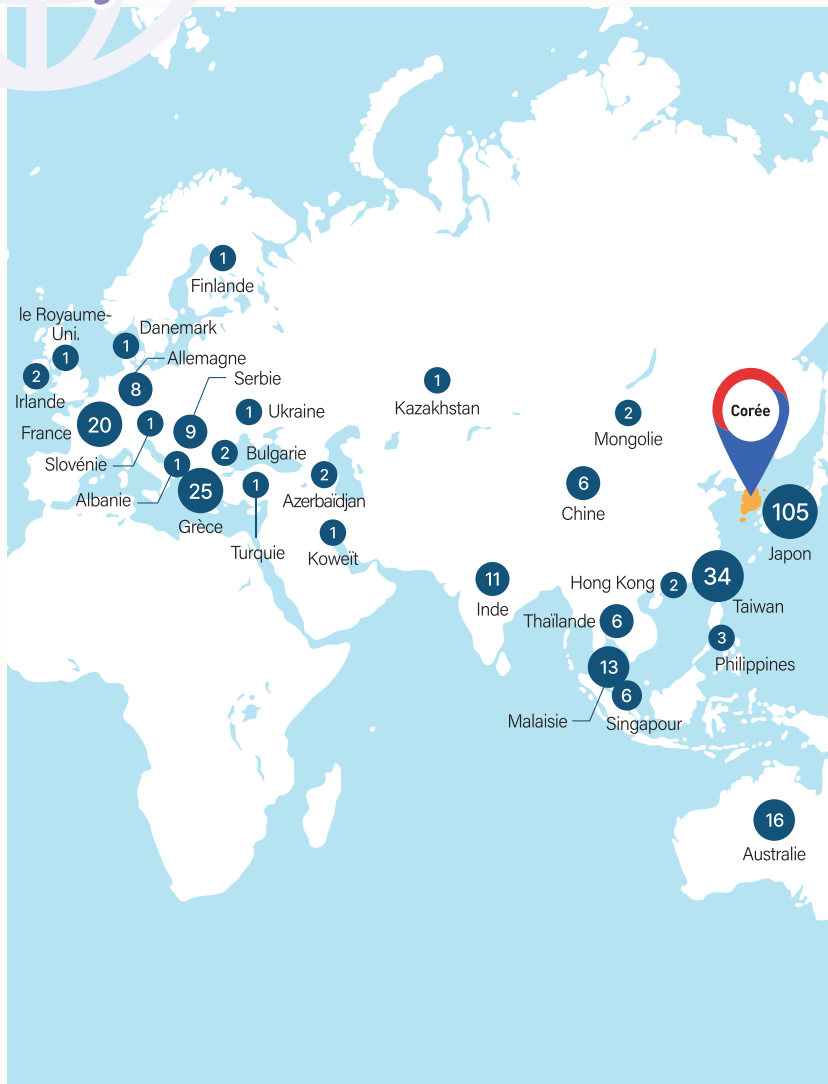 1
Finlande
le Royaume-
Uni.
1
Danemark
1
Allemagne
8
2
Irlande
Serbie
9
20
France
1
Slovénie
1
Ukraine
2
Bulgarie
1
Albanie
25
Grèce
1
Turquie
2
Azerbaïdjan
1
Koweït
1
Kazakhstan
2
Mongolie
Corée
6
Chine
105
Japon
11
Inde
Hong Kong
2
34
Taiwan
Thaïlande
6
3
Philippines
13
Malaisie
6
Singapour
16
Australie